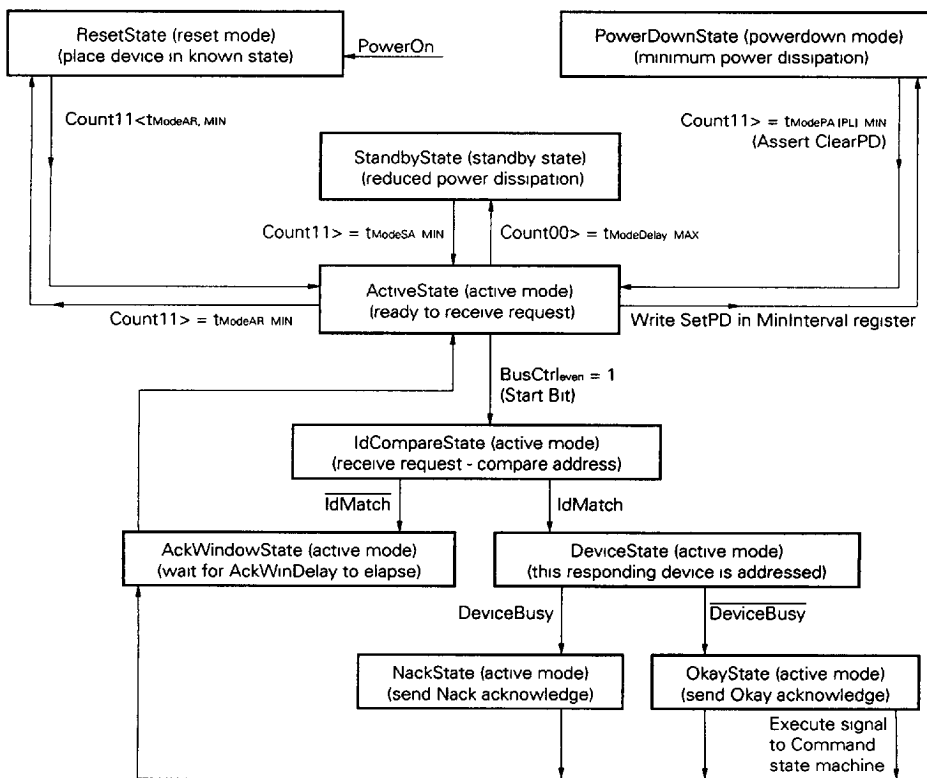 ResetState (reset mode)
(place device in known state)
PowerOn
PowerDownState (powerdown mode)
(minimum power dissipation)
Count11<tModeAR, MIN
Count11> = tModePA|PL| MIN
(Assert ClearPD)
StandbyState (standby state)
(reduced power dissipation)
Count11> = tModeSA MIN
Count00> = tModeDelay MAX
ActiveState (active mode)
(ready to receive request)
Count11> = tModeAR MIN
Write SetPD in MinInterval register
BusCtrleven = 1
(Start Bit)
IdCompareState (active mode)
(receive request - compare address)
IdMatch
IdMatch
AckWindowState (active mode)
(wait for AckWinDelay to elapse)
DeviceState (active mode)
(this responding device is addressed)
DeviceBusy
DeviceBusy
NackState (active mode)
(send Nack acknowledge)
OkayState (active mode)
(send Okay acknowledge)
Execute signal
to Command
state machine